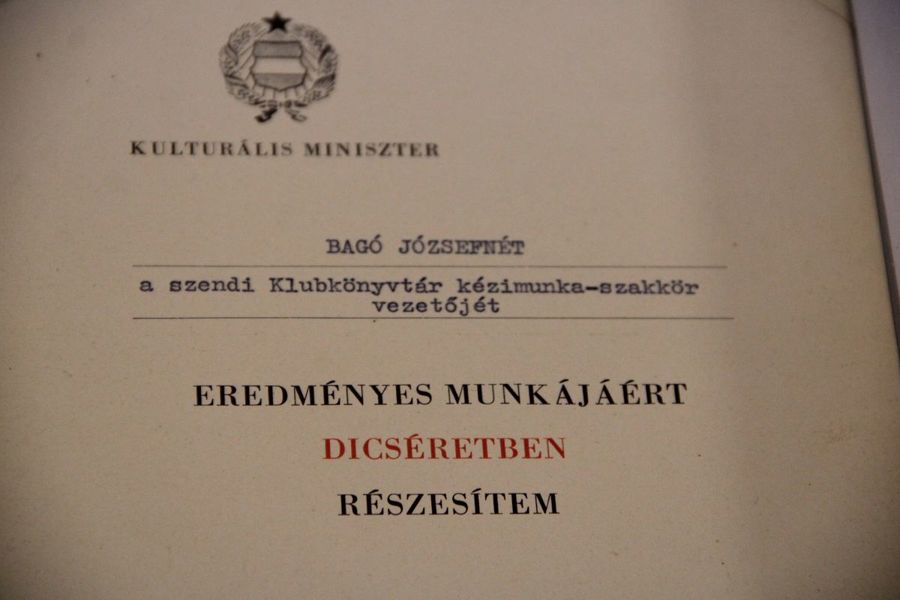 KULTURÁLIS MINISZTER
BAGÓ JÓZSEFNÉT
a szendi Klubkönyvtár kézimunka-szakkör
vezetőjét
EREDMÉNYES MUNKÁJÁÉRT
DICSÉRETBEN
RÉSZESÍTEM